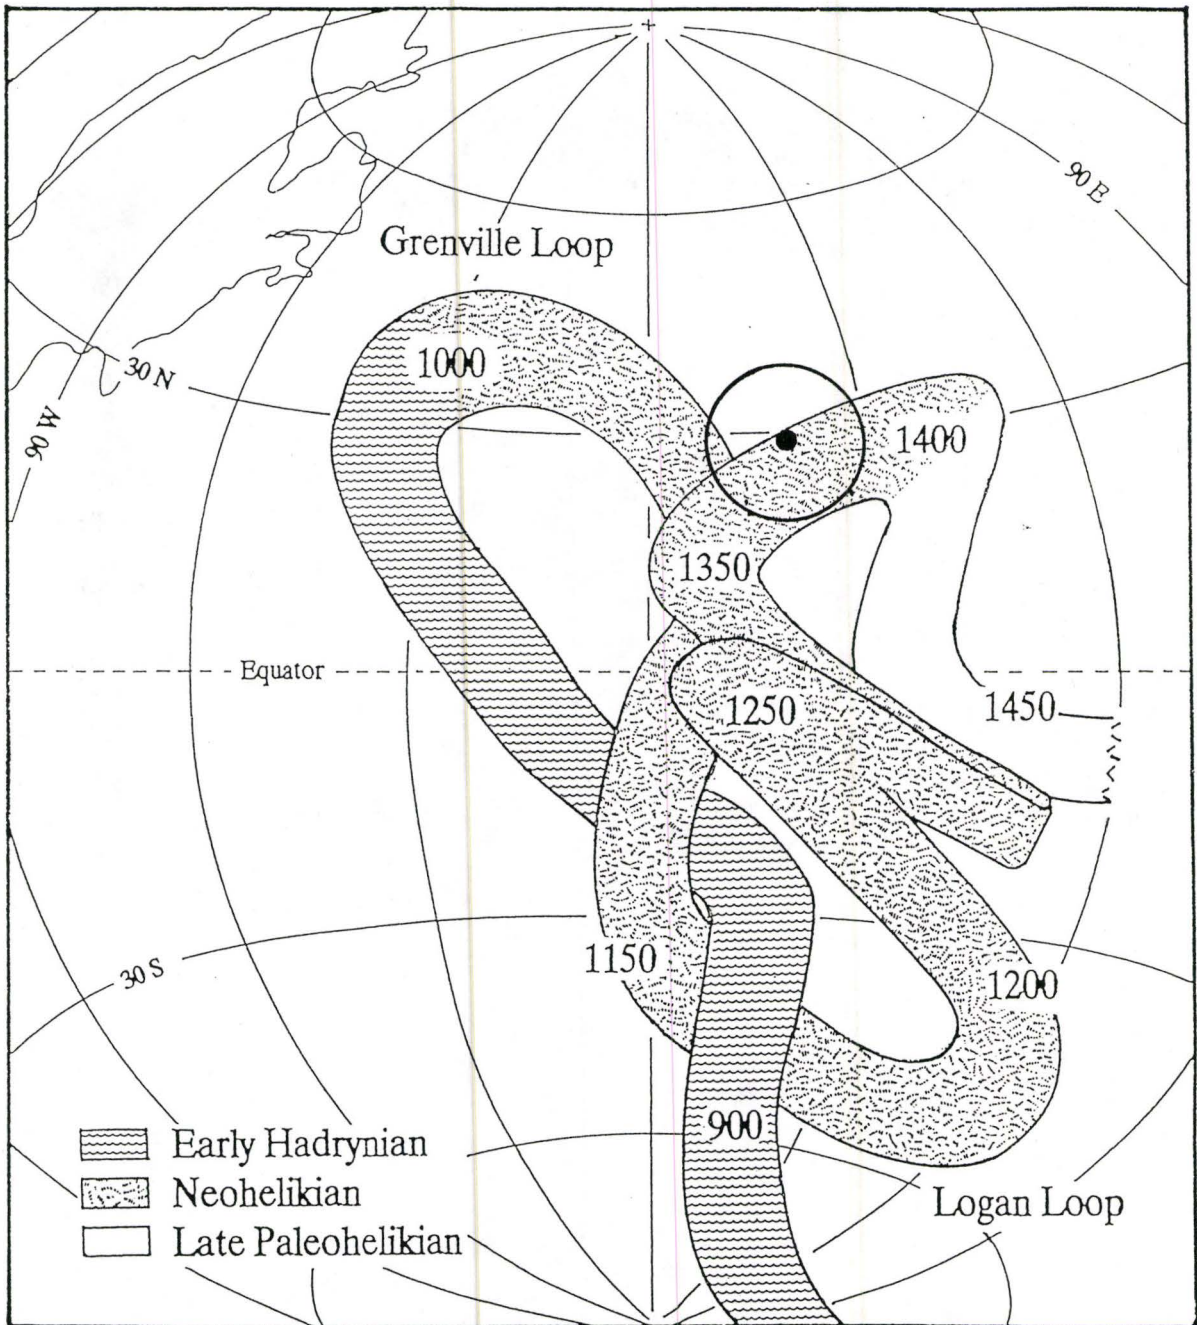 90 E
Grenville Loop
1000
30 N
90 W
1400
1350
Equator
1250
1450
1150
30 S
1200
900
Early Hadrynian
Neohelikian
Late Paleohelikian
Logan Loop